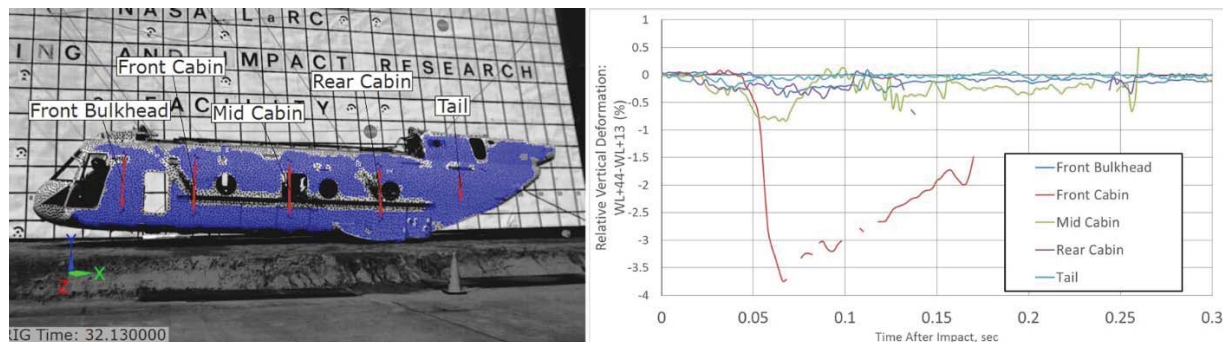 NASA LaRC
ING AND IMPACT RESEARCH
FACILITY
Front Cabin
Rear Cabin
Front Bulkhead
Mid Cabin
Tail
Y
X
Z
RIG Time: 32.130000
Relative Vertical Deformation:
WL+44-WL+13 (%)
1
0.5
0
-0.5
-1
-1.5
-2
-2.5
-3
-3.5
-4
0
0.05
0.1
0.15
0.2
0.25
0.3
Time After Impact, sec
Front Bulkhead
Front Cabin
Mid Cabin
Rear Cabin
Tail